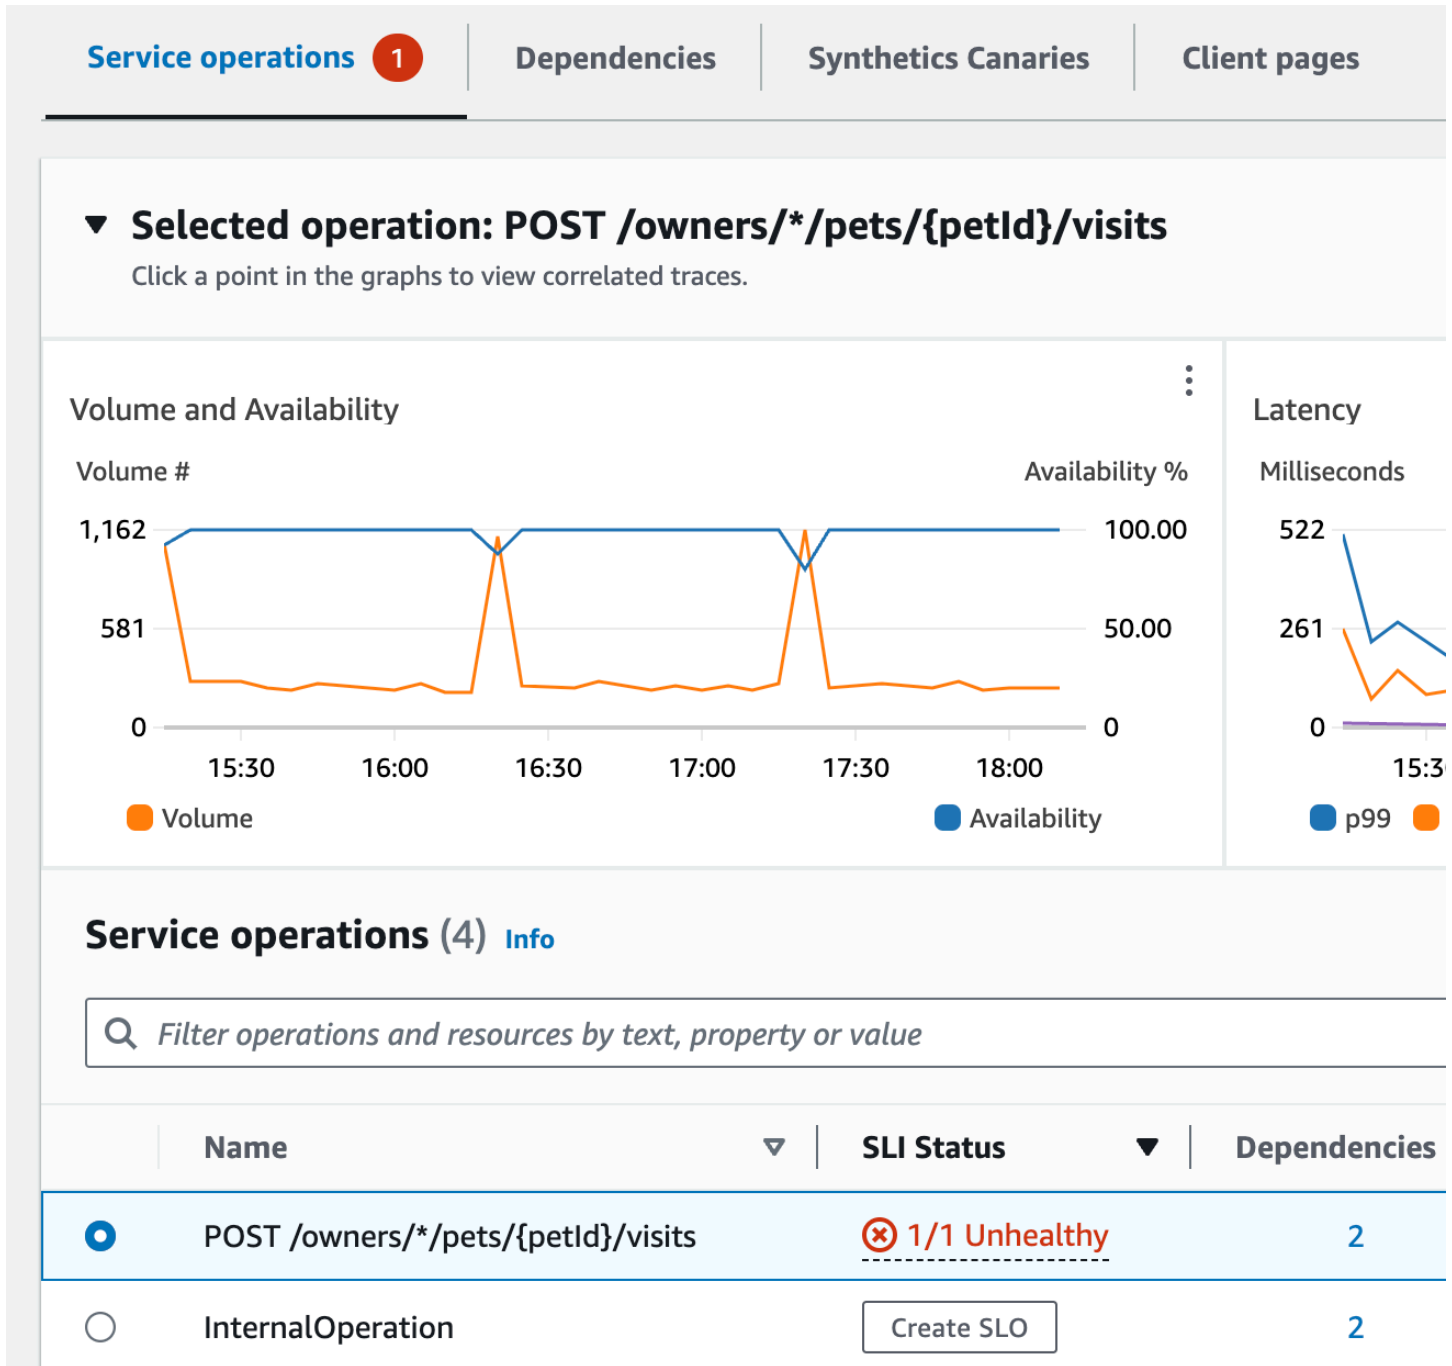 Service operations 1 Dependencies Synthetics Canaries Client pages
Selected operation: POST /owners/*/pets/{petId}/visits
Click a point in the graphs to view correlated traces.
Volume and Availability
Volume # Availability %
1,162 100.00
581 50.00
0 0
15:30 16:00 16:30 17:00 17:30 18:00
Volume Availability
Latency
Milliseconds
522
261
0
p99
Service operations (4) Info
Filter operations and resources by text, property or value
Name SLI Status Dependencies
POST /owners/*/pets/{petId}/visits 1/1 Unhealthy 2
InternalOperation Create SLO 2